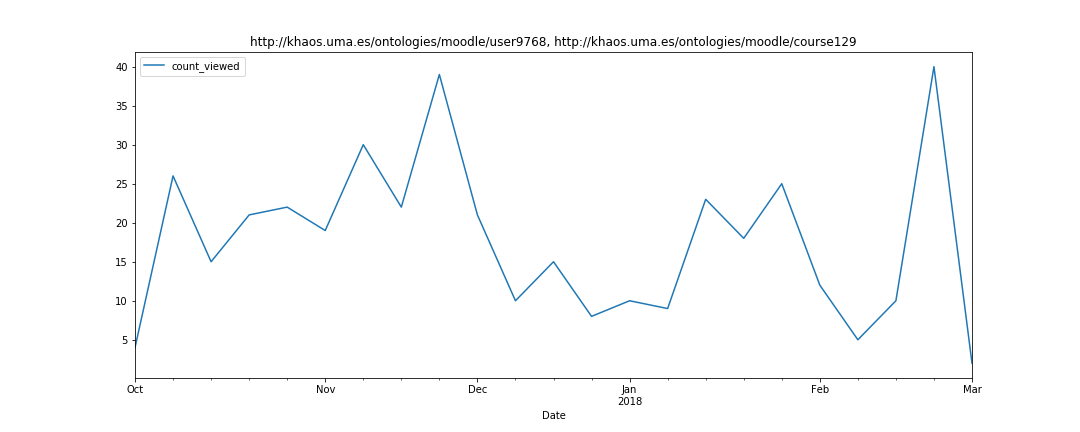 http://khaos.uma.es/ontologies/moodle/user9768, http://khaos.uma.es/ontologies/moodle/course129
count_viewed
40
35
30
25
20
15
10
5
Oct Nov Dec Jan Feb Mar
2018
Date